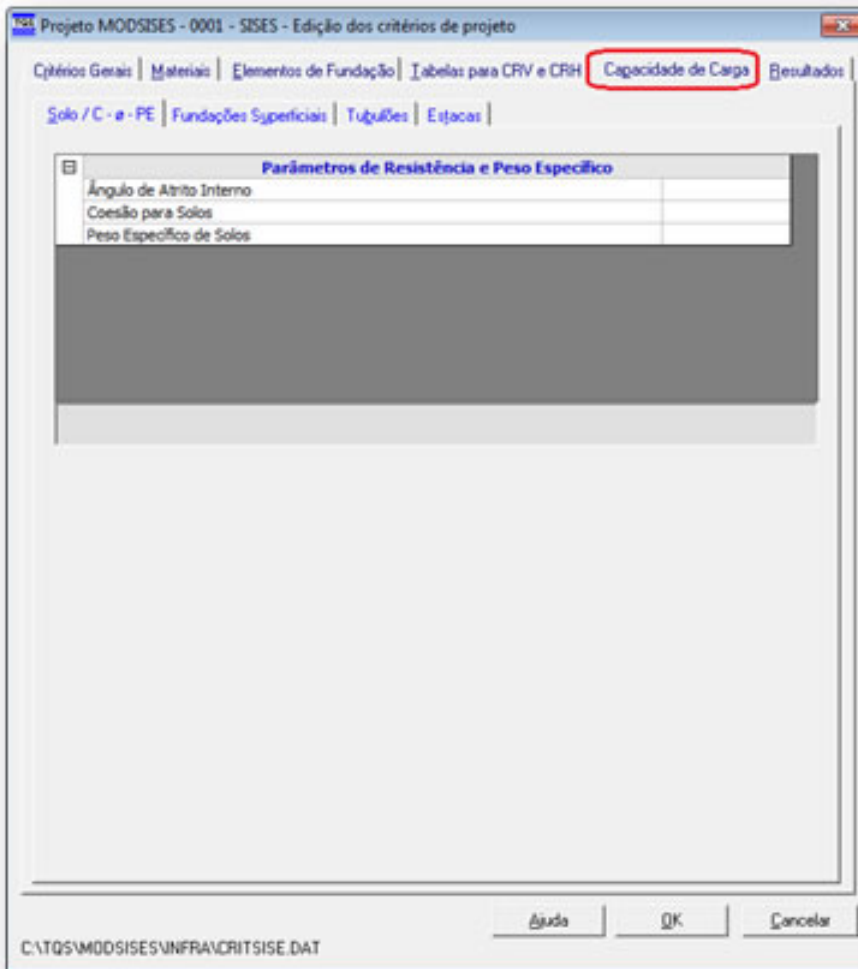 TQS Projeto MODSISES - 0001 - SISES - Edição dos critérios de projeto
Critérios Gerais | Materiais | Elementos de Fundação | Tabelas para CRV e CRH | Capacidade de Carga | Resultados |
Solo / C - ø - PE | Fundações Superficiais | Tubulões | Estacas |
Parâmetros de Resistência e Peso Específico
Ângulo de Atrito Interno
Coesão para Solos
Peso Específico de Solos
Ajuda OK Cancelar
C:\TQS\MODSISES\INFRA\CRITSISE.DAT